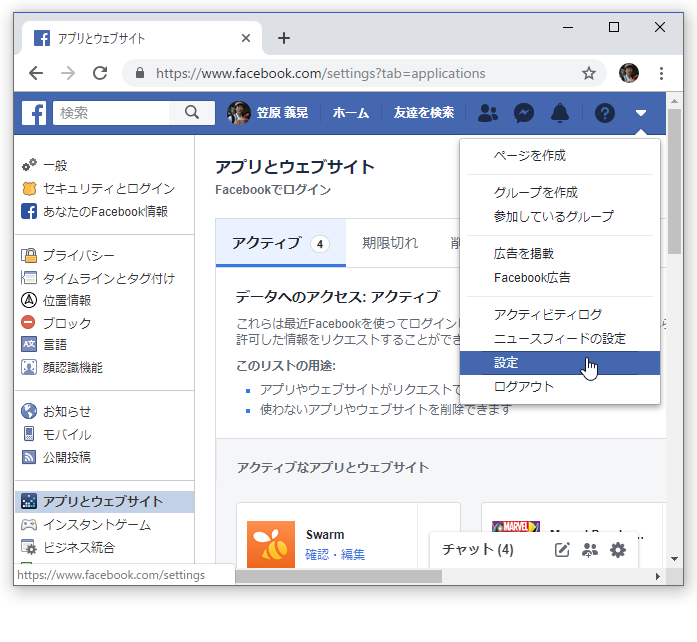 アプリとウェブサイト
https://www.facebook.com/settings?tab=applications
検索
笠原 義晃
ホーム
友達を検索
一般
セキュリティとログイン
あなたのFacebook情報
プライバシー
タイムラインとタグ付け
位置情報
ブロック
言語
顔認識機能
お知らせ
モバイル
公開投稿
アプリとウェブサイト
インスタントゲーム
ビジネス統合
アプリとウェブサイト
Facebookでログイン
アクティブ 4
期限切れ
データへのアクセス: アクティブ
これらは最近Facebookを使ってログイン
許可した情報をリクエストすることができ
このリストの用途:
アプリやウェブサイトがリクエストで
使わないアプリやウェブサイトを削除できます
アクティブなアプリとウェブサイト
Swarm
確認・編集
MARVEL
ページを作成
グループを作成
参加しているグループ
広告を掲載
Facebook広告
アクティビティログ
ニュースフィードの設定
設定
ログアウト
チャット (4)
https://www.facebook.com/settings